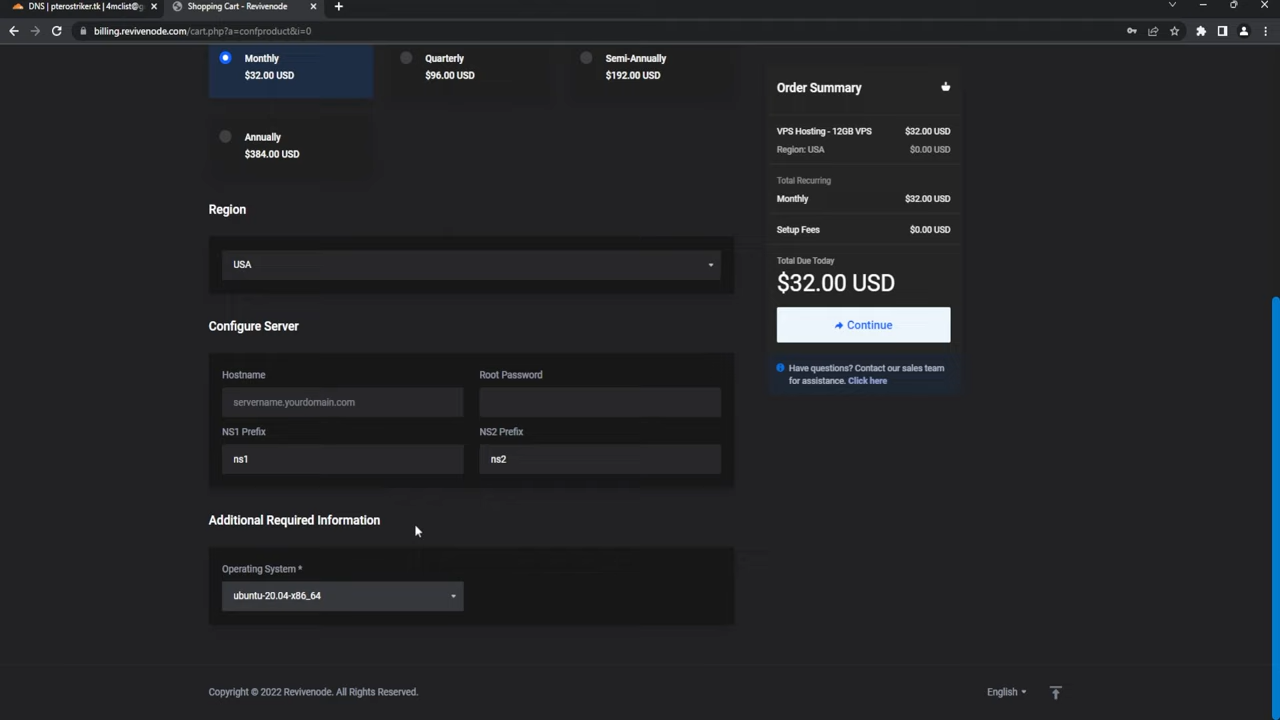 DNS | pterostriker.tk | 4mclist@g
Shopping Cart - Revivenode
billing.revivenode.com/cart.php?a=confproduct&i=0
Monthly
$32.00 USD
Quarterly
$96.00 USD
Semi-Annually
$192.00 USD
Annually
$384.00 USD
Region
USA
Configure Server
Hostname
Root Password
servername.yourdomain.com
NS1 Prefix
NS2 Prefix
ns1
ns2
Additional Required Information
Operating System *
ubuntu-20.04-x86_64
Order Summary
VPS Hosting - 12GB VPS $32.00 USD
Region: USA $0.00 USD
Total Recurring
Monthly $32.00 USD
Setup Fees $0.00 USD
Total Due Today
$32.00 USD
Continue
Have questions? Contact our sales team
for assistance. Click here
Copyright © 2022 Revivenode. All Rights Reserved.
English